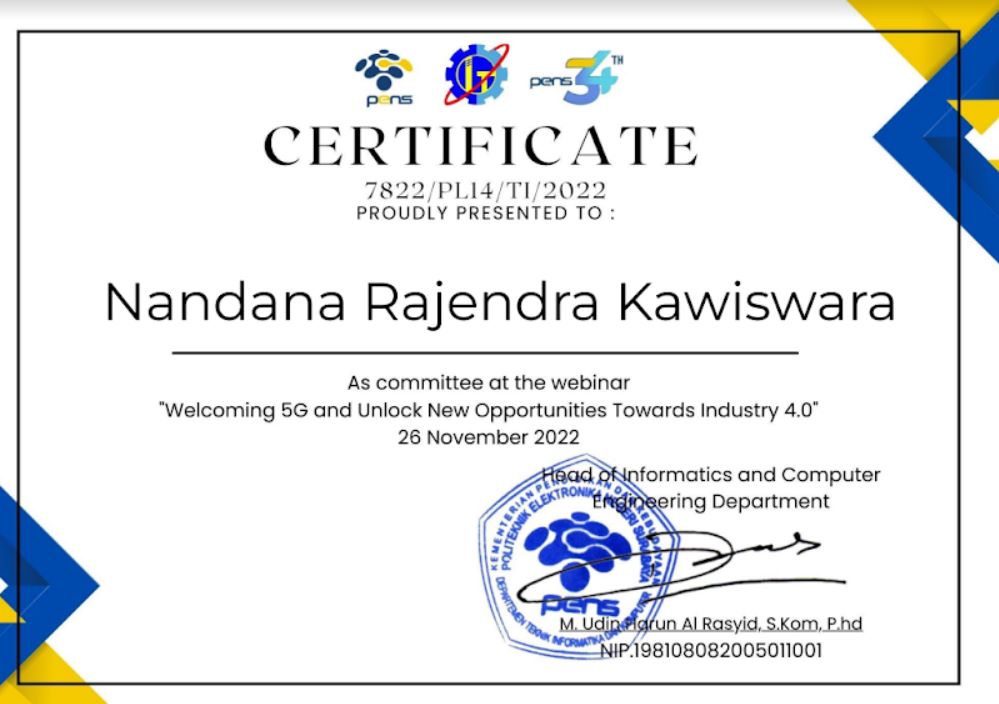 pens
pens 34TH
CERTIFICATE
7822/PL14/TI/2022
PROUDLY PRESENTED TO :
Nandana Rajendra Kawiswara
As committee at the webinar
"Welcoming 5G and Unlock New Opportunities Towards Industry 4.0"
26 November 2022
Head of Informatics and Computer
Engineering Department
KEMENTERIAN PENDIDIKAN DAN KEBUDAYAAN
POLITEKNIK ELEKTRONIKA NEGERI SURABAYA
pens
DEPARTEMEN TEKNIK INFORMATIKA DAN KOMPUTER
M. Udin Harun Al Rasyid, S.Kom, P.hd
NIP.198108082005011001